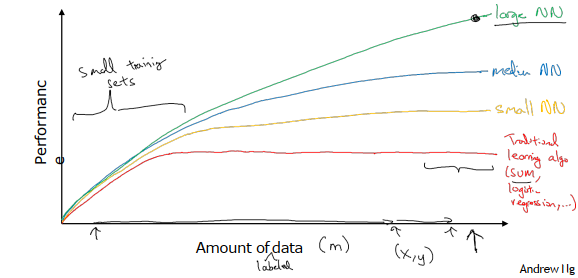 large NN
small training
sets
medium NN
small NN
Traditional
learning algo
(SVM,
logistic
regression,...)
Performanc
Amount of data (m)
labeled
(x,y)
Andrew Ng